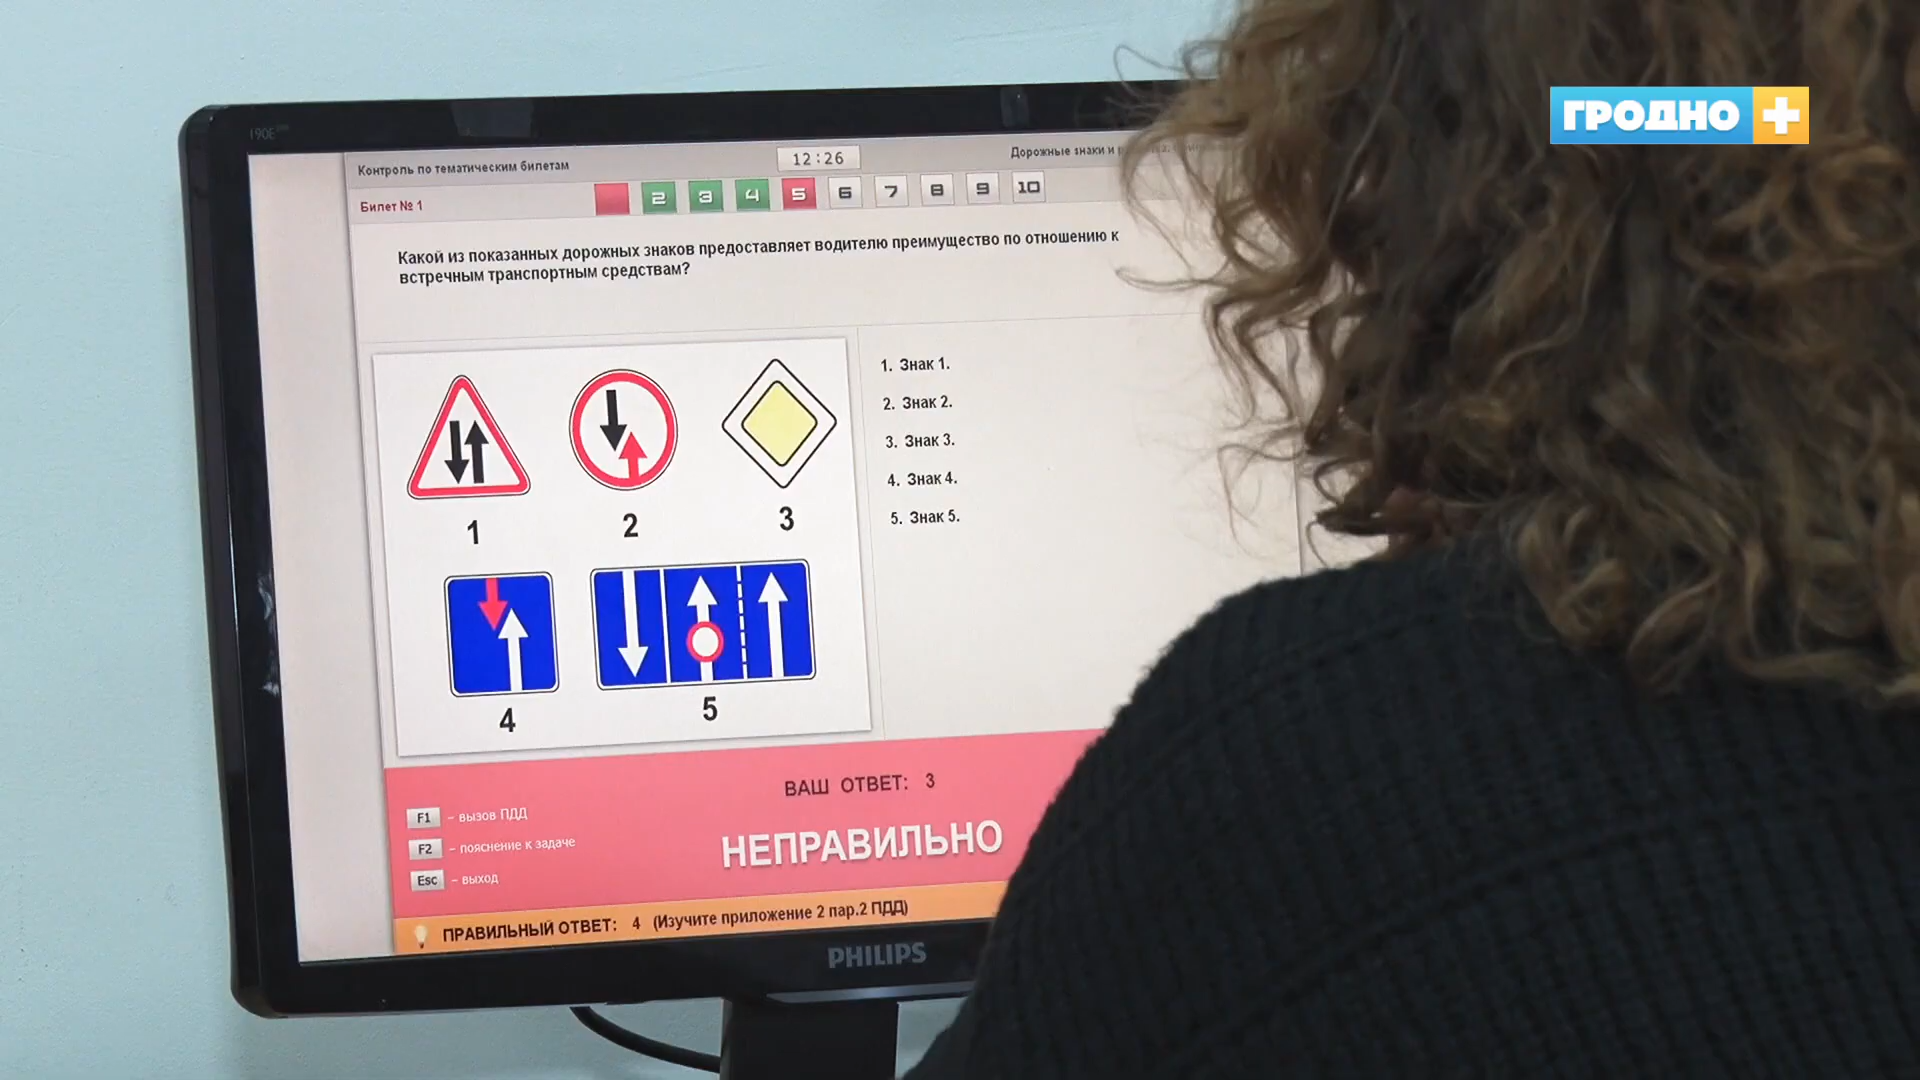 ГРОДНО +
190E
Контроль по тематическим билетам
12:26
Дорожные знаки и
Билет № 1
2 3 4 5 6 7 8 9 10
Какой из показанных дорожных знаков предоставляет водителю преимущество по отношению к
встречным транспортным средствам?
1. Знак 1.
2. Знак 2.
3. Знак 3.
4. Знак 4.
5. Знак 5.
1 2 3
4 5
ВАШ ОТВЕТ: 3
НЕПРАВИЛЬНО
F1 – вызов ПДД
F2 – пояснение к задаче
Esc – выход
ПРАВИЛЬНЫЙ ОТВЕТ: 4 (Изучите приложение 2 пар.2 ПДД)
PHILIPS